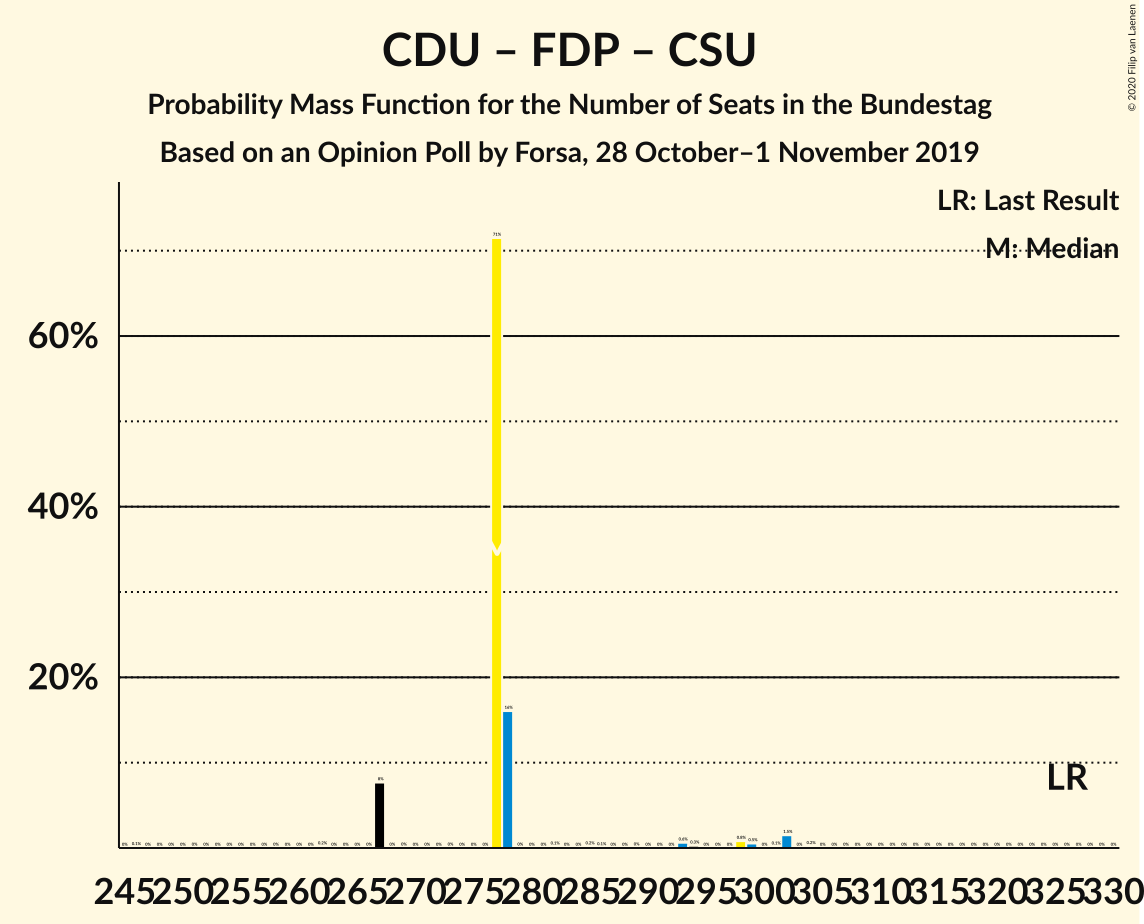 CDU – FDP – CSU
Probability Mass Function for the Number of Seats in the Bundestag
Based on an Opinion Poll by Forsa, 28 October–1 November 2019
© 2020 Filip van Laenen
LR: Last Result
M: Median
60%
40%
20%
71%
M
16%
8%
LR
245 250 255 260 265 270 275 280 285 290 295 300 305 310 315 320 325 330